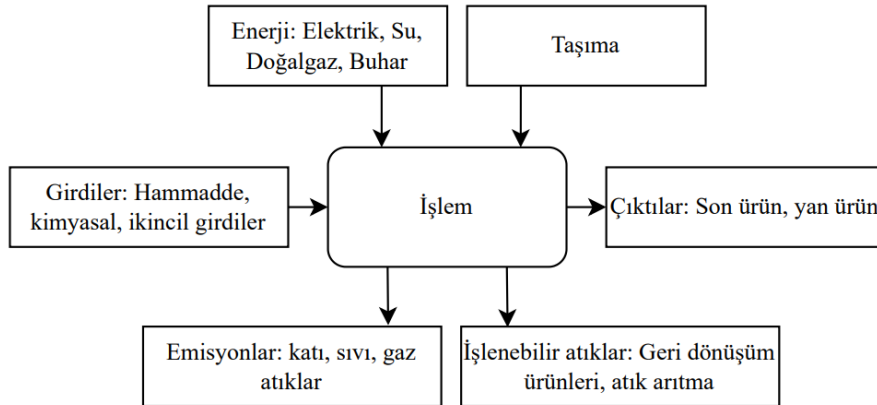 Enerji: Elektrik, Su,
Doğalgaz, Buhar
Taşıma
Girdiler: Hammadde,
kimyasal, ikincil girdiler
İşlem
Çıktılar: Son ürün, yan ürün
Emisyonlar: katı, sıvı, gaz
atıklar
İşlenebilir atıklar: Geri dönüşüm
ürünleri, atık arıtma